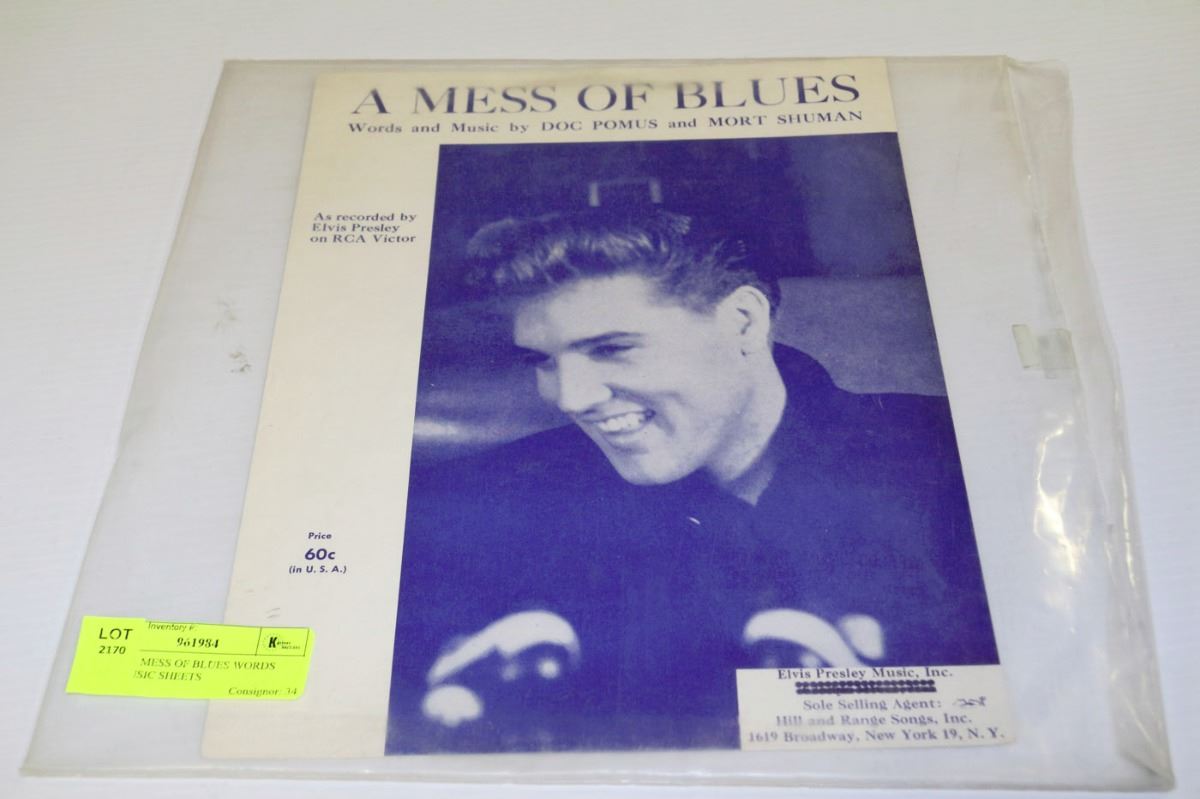 A MESS OF BLUES
Words and Music by DOC POMUS and MORT SHUMAN
As recorded by
Elvis Presley
on RCA Victor
Price
60c
(in U. S. A.)
LOT
2170
Inventory #:
961984
MESS OF BLUES WORDS
SIC SHEETS
Consignor: 34
Elvis Presley Music, Inc.
Sole Selling Agent:
Hill and Range Songs, Inc.
1619 Broadway, New York 19, N. Y.